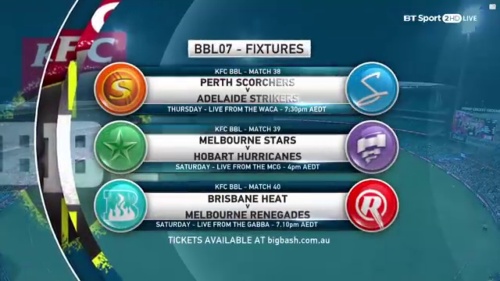 BT Sport 2HD LIVE
KFC
BBL07 - FIXTURES
KFC BBL - MATCH 38
PERTH SCORCHERS
v
ADELAIDE STRIKERS
THURSDAY - LIVE FROM THE WACA - 7:30pm AEDT
KFC BBL - MATCH 39
MELBOURNE STARS
v
HOBART HURRICANES
SATURDAY - LIVE FROM THE MCG - 4pm AEDT
KFC BBL - MATCH 40
BRISBANE HEAT
v
MELBOURNE RENEGADES
SATURDAY - LIVE FROM THE GABBA - 7.10pm AEDT
TICKETS AVAILABLE AT bigbash.com.au